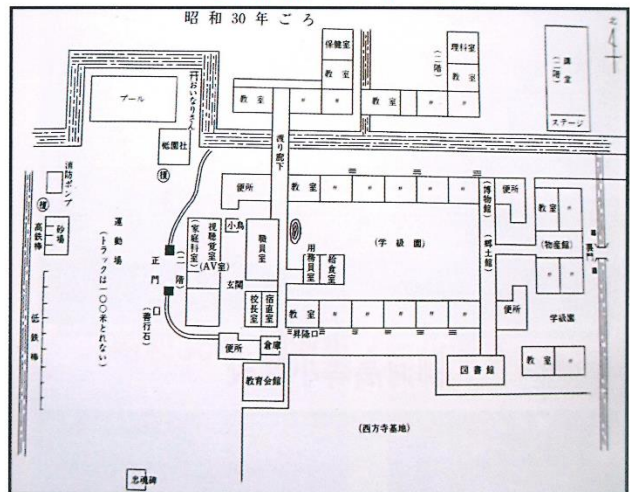 昭和30年ごろ
北
保健室
教室
(二階)
理科室
教室
(二階)
講堂
ステージ
プール
おいなりさん
教室
〃
教室
〃
〃
〃
祗園社
渡り廊下
消防ポンプ
便所
教室
〃
〃
〃
〃
(博物館)
便所
教室
〃
砂場
高鉄棒
運動場
(トラックは一〇〇米とれない)
正門
(二階)
(家庭科室)
視聴覚室
(AV室)
小鳥
職員室
玄関
(学級園)
用務員室
給食室
(郷土館)
(物産館)
裏門
低鉄棒
口
(善行石)
校長室
宿直室
教室
〃
〃
〃
〃
昇降口
便所
学級園
便所
倉庫
教育会館
図書館
教室
〃
(西方寺墓地)
忠魂碑